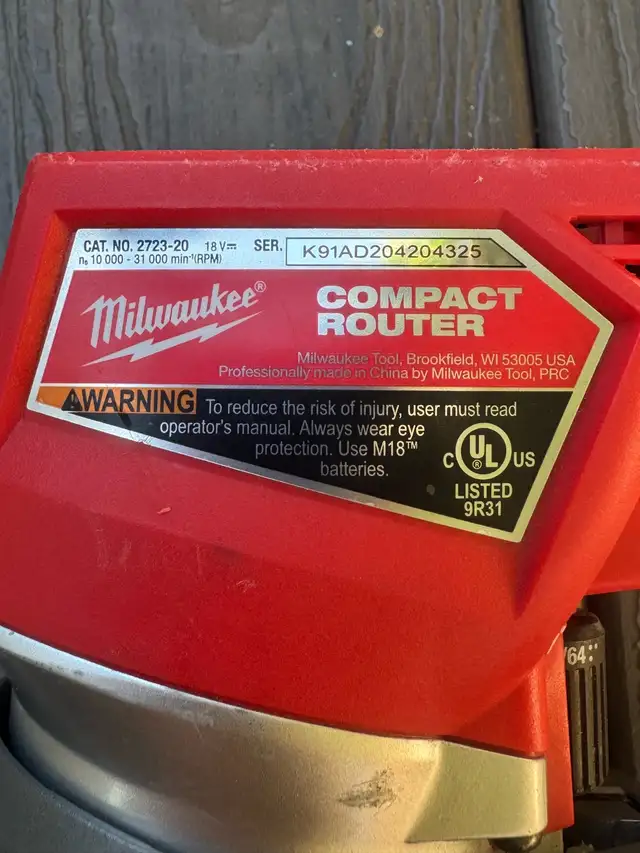 CAT. NO. 2723-20 18 V⎓ SER. K91AD204204325
n₅ 10 000 - 31 000 min⁻¹(RPM)
Milwaukee®
COMPACT
ROUTER
Milwaukee Tool, Brookfield, WI 53005 USA
Professionally made in China by Milwaukee Tool, PRC
⚠WARNING To reduce the risk of injury, user must read
operator's manual. Always wear eye
protection. Use M18™
batteries.
C UL® US
LISTED
9R31
/64